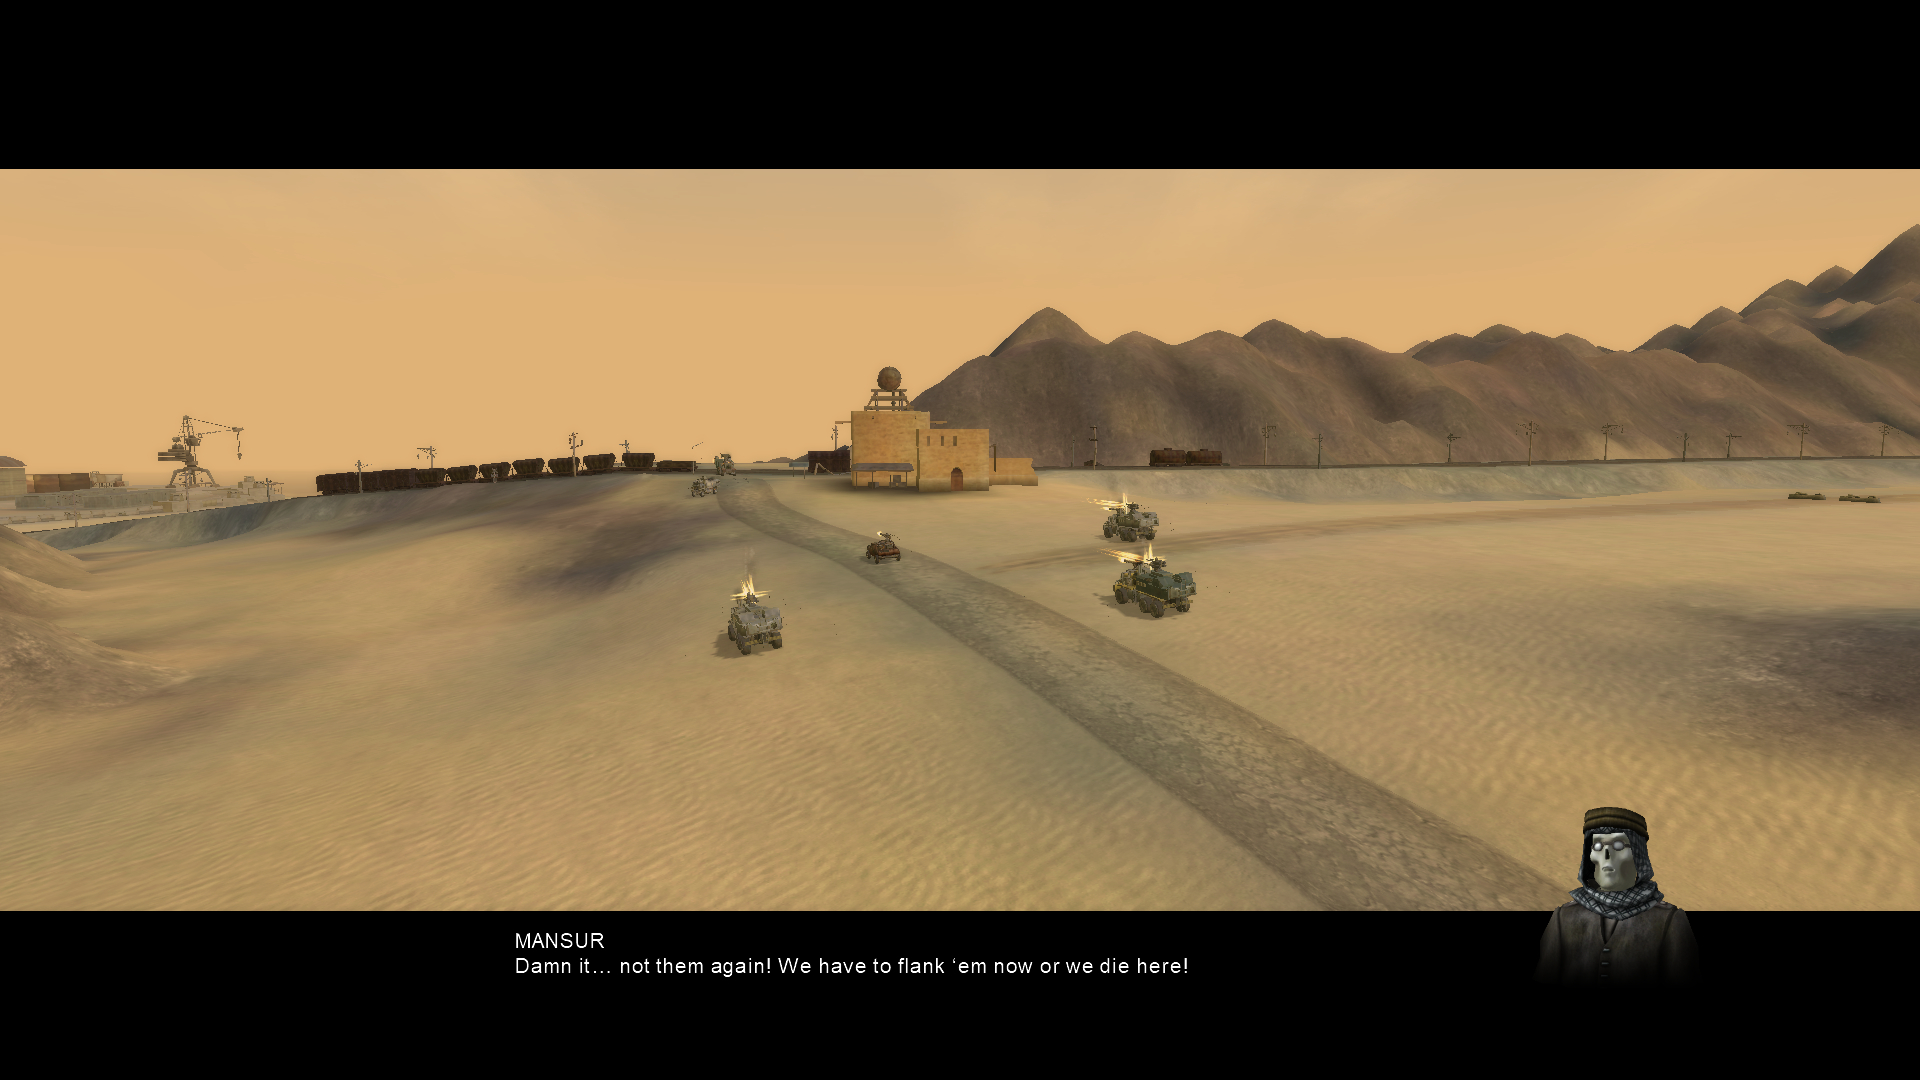 MANSUR
Damn it… not them again! We have to flank ‘em now or we die here!